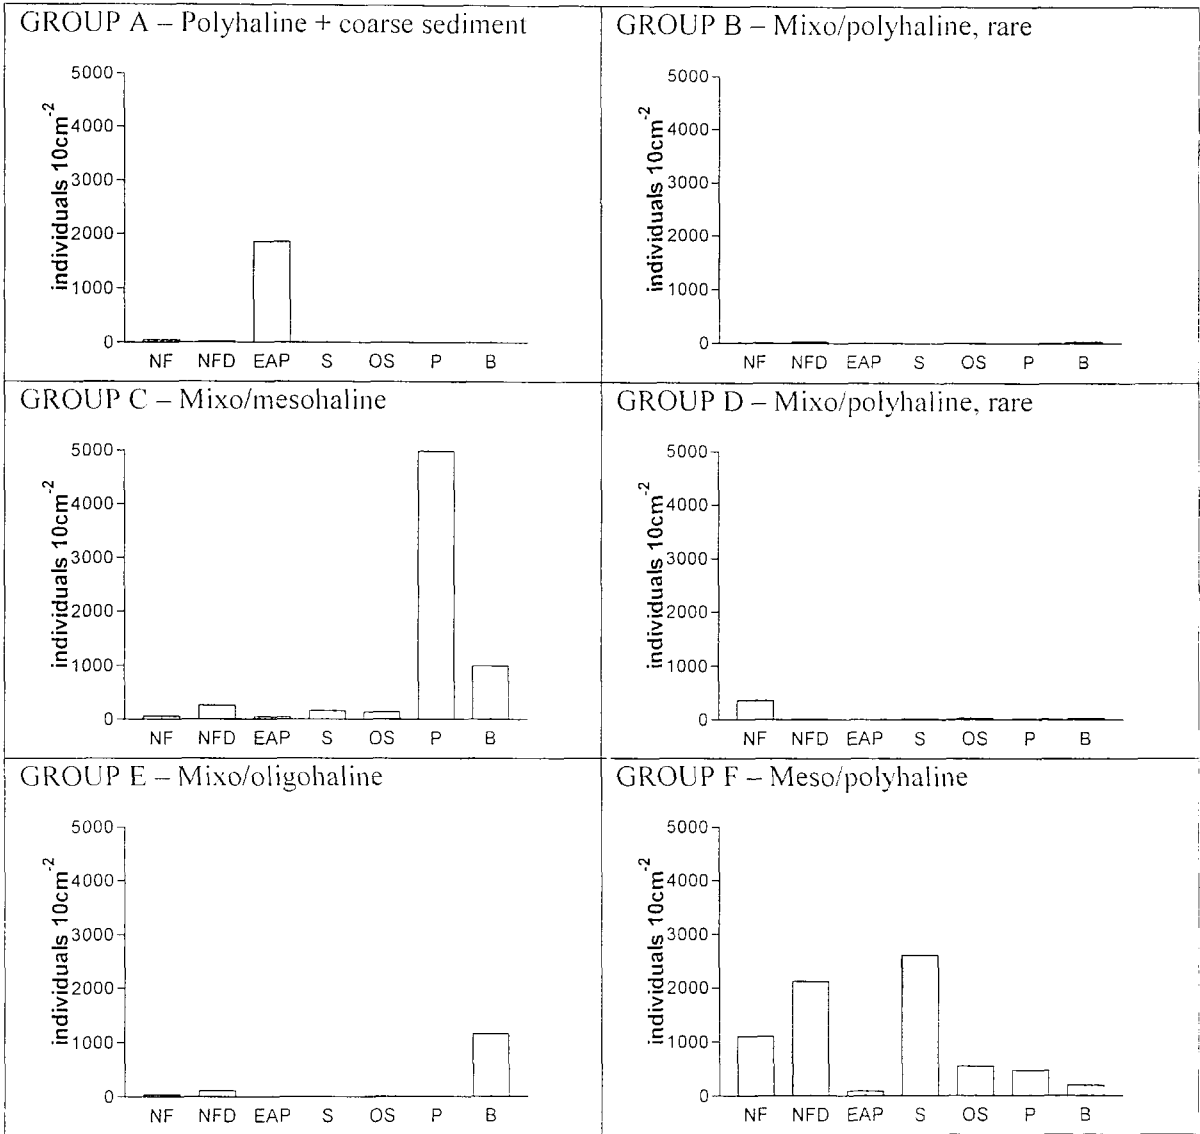 GROUP A – Polyhaline + coarse sediment
individuals 10cm-2
5000
4000
3000
2000
1000
0
NF NFD EAP S OS P B
GROUP B – Mixo/polyhaline, rare
individuals 10cm-2
5000
4000
3000
2000
1000
0
NF NFD EAP S OS P B
GROUP C – Mixo/mesohaline
individuals 10cm-2
5000
4000
3000
2000
1000
0
NF NFD EAP S OS P B
GROUP D – Mixo/polyhaline, rare
individuals 10cm-2
5000
4000
3000
2000
1000
0
NF NFD EAP S OS P B
GROUP E – Mixo/oligohaline
individuals 10cm-2
5000
4000
3000
2000
1000
0
NF NFD EAP S OS P B
GROUP F – Meso/polyhaline
individuals 10cm-2
5000
4000
3000
2000
1000
0
NF NFD EAP S OS P B